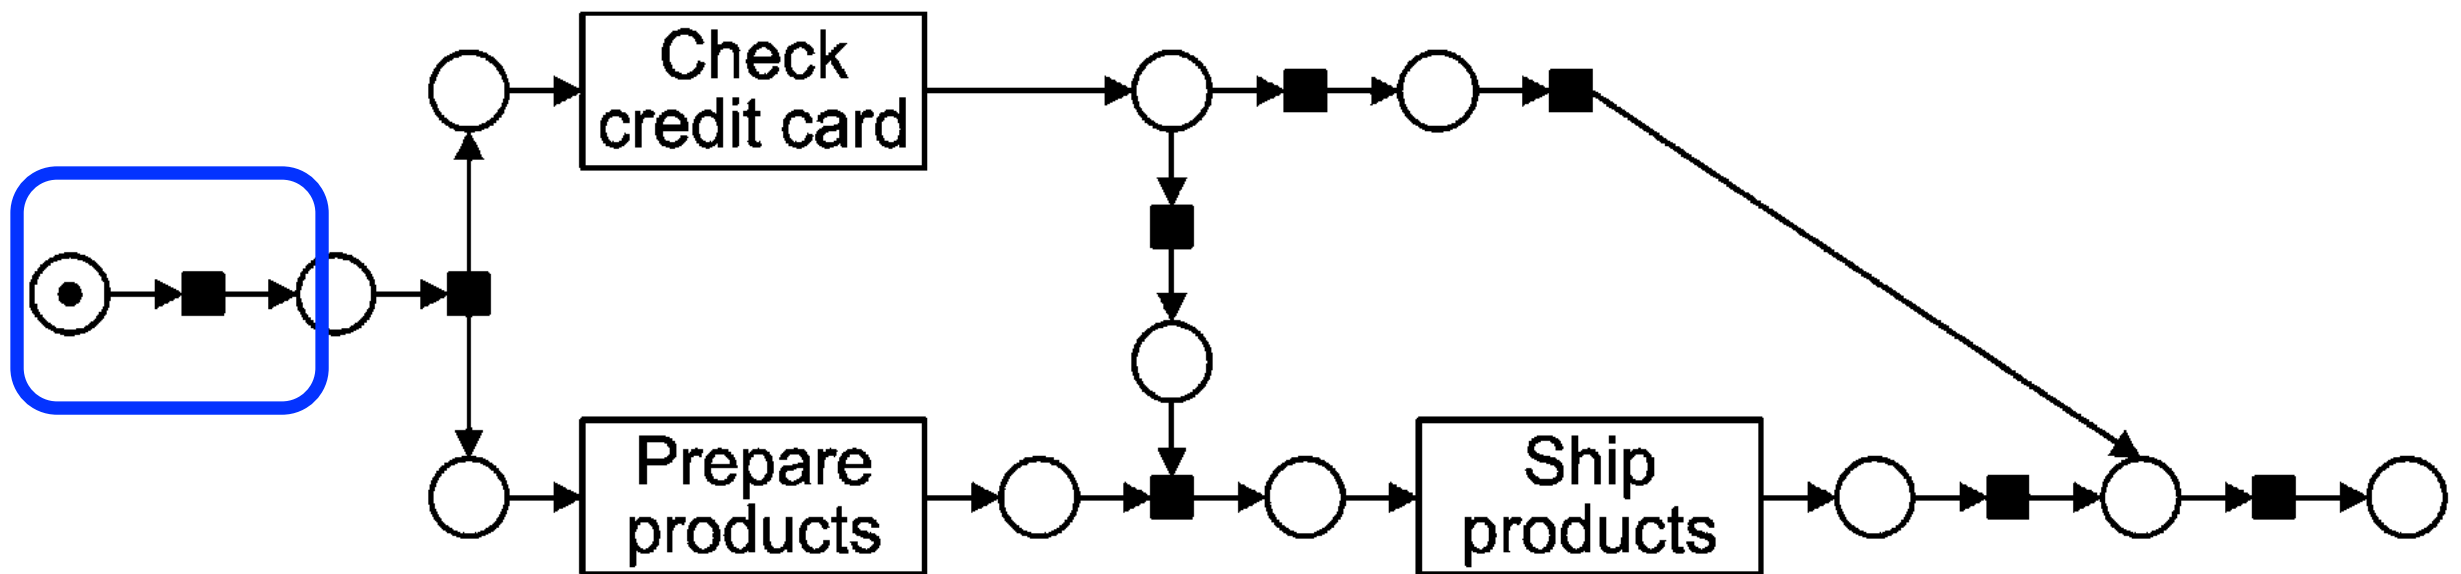 Check
credit card
Prepare
products
Ship
products